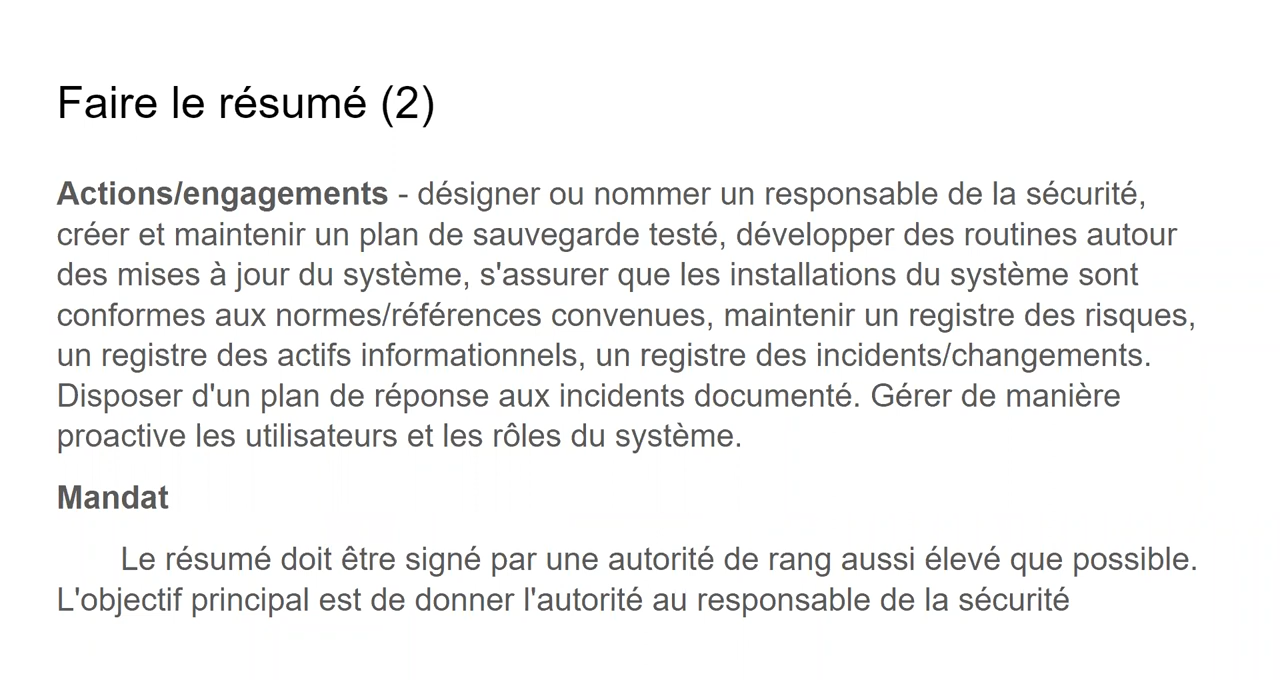 Faire le résumé (2)
Actions/engagements - désigner ou nommer un responsable de la sécurité,
créer et maintenir un plan de sauvegarde testé, développer des routines autour
des mises à jour du système, s'assurer que les installations du système sont
conformes aux normes/références convenues, maintenir un registre des risques,
un registre des actifs informationnels, un registre des incidents/changements.
Disposer d'un plan de réponse aux incidents documenté. Gérer de manière
proactive les utilisateurs et les rôles du système.
Mandat
Le résumé doit être signé par une autorité de rang aussi élevé que possible.
L'objectif principal est de donner l'autorité au responsable de la sécurité